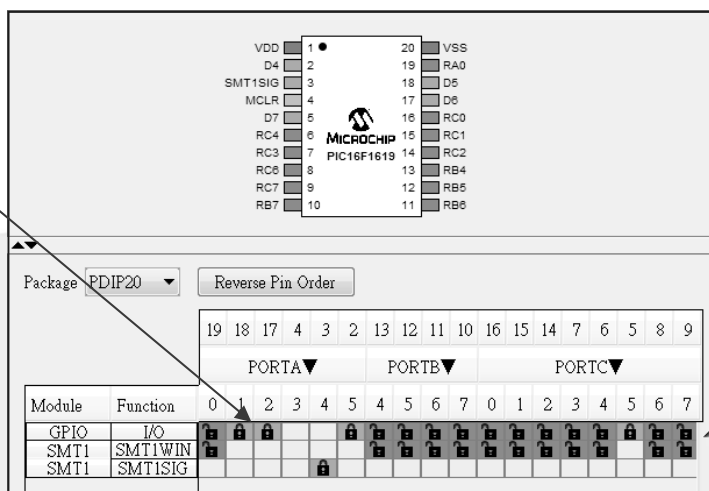 VDD 1 20 VSS
D4 2 19 RA0
SMT1SIG 3 18 D5
MCLR 4 17 D6
D7 5 16 RC0
RC4 6 MICROCHIP 15 RC1
RC3 7 PIC16F1619 14 RC2
RC6 8 13 RB4
RC7 9 12 RB5
RB7 10 11 RB6
Package PDIP20 Reverse Pin Order
19 18 17 4 3 2 13 12 11 10 16 15 14 7 6 5 8 9
PORTA▼ PORTB▼ PORTC▼
Module Function 0 1 2 3 4 5 4 5 6 7 0 1 2 3 4 5 6 7
GPIO I/O
SMT1 SMT1WIN
SMT1 SMT1SIG